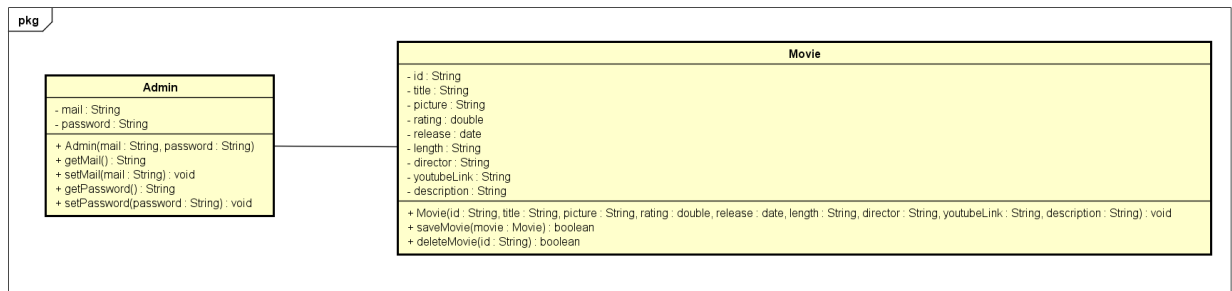 pkg
Admin
- mail : String
- password : String
+ Admin(mail : String, password : String)
+ getMail() : String
+ setMail(mail : String) : void
+ getPassword() : String
+ setPassword(password : String) : void
Movie
- id : String
- title : String
- picture : String
- rating : double
- release : date
- length : String
- director : String
- youtubeLink : String
- description : String
+ Movie(id : String, title : String, picture : String, rating : double, release : date, length : String, director : String, youtubeLink : String, description : String) : void
+ saveMovie(movie : Movie) : boolean
+ deleteMovie(id : String) : boolean